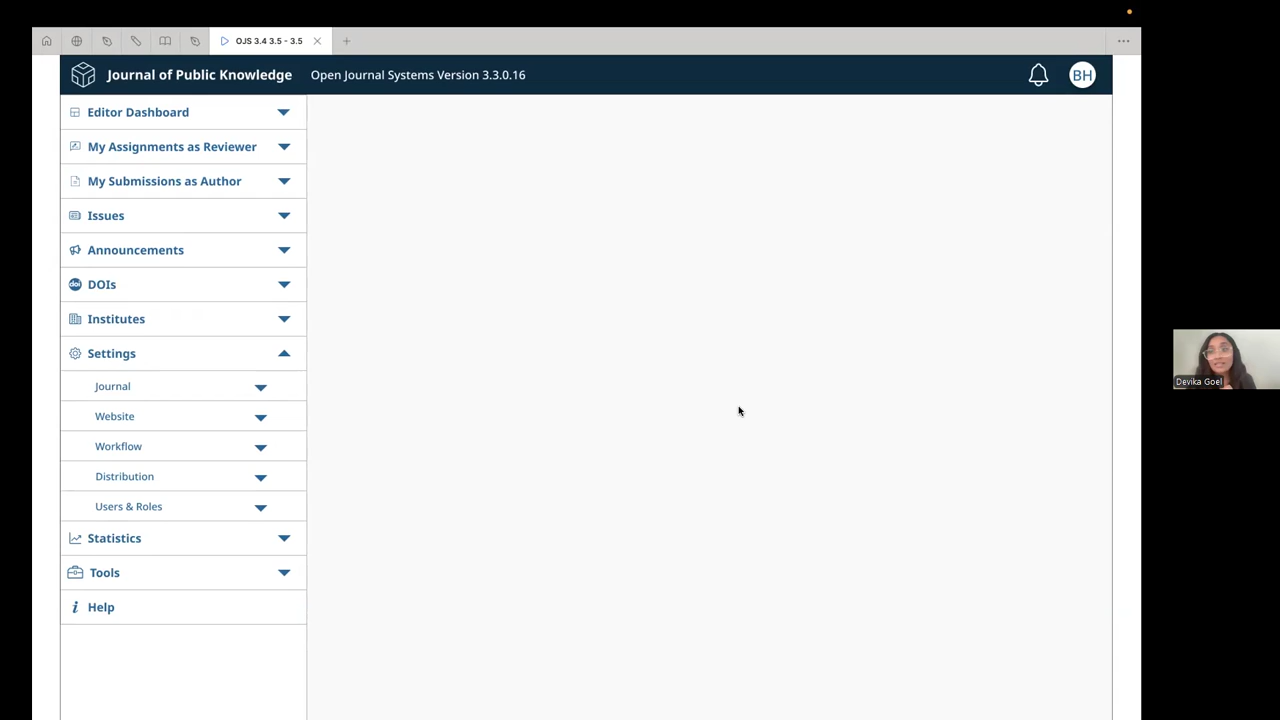 OJS 3.4 3.5 - 3.5
Journal of Public Knowledge Open Journal Systems Version 3.3.0.16 BH
Editor Dashboard
My Assignments as Reviewer
My Submissions as Author
Issues
Announcements
doi DOIs
Institutes
Settings
Journal
Website
Workflow
Distribution
Users & Roles
Statistics
Tools
Help
Devika Goel